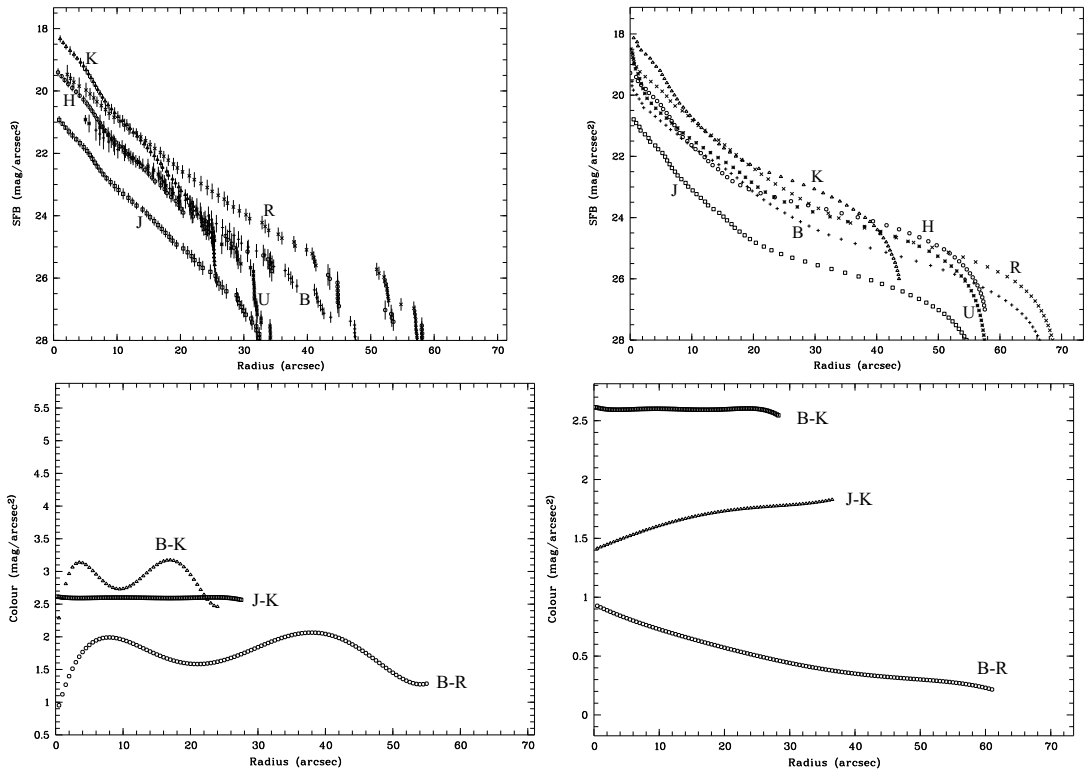 18
20
22
24
26
28
SFB (mag/arcsec²)
K
H
J
R
U
B
0
10
20
30
40
50
60
70
Radius (arcsec)
18
20
22
24
26
28
SFB (mag/arcsec²)
K
J
B
H
R
U
0
10
20
30
40
50
60
70
Radius (arcsec)
5.5
5
4.5
4
3.5
3
2.5
2
1.5
1
0.5
Colour (mag/arcsec²)
B-K
J-K
B-R
0
10
20
30
40
50
60
70
Radius (arcsec)
2.5
2
1.5
1
0.5
0
Colour (mag/arcsec²)
B-K
J-K
B-R
0
10
20
30
40
50
60
70
Radius (arcsec)